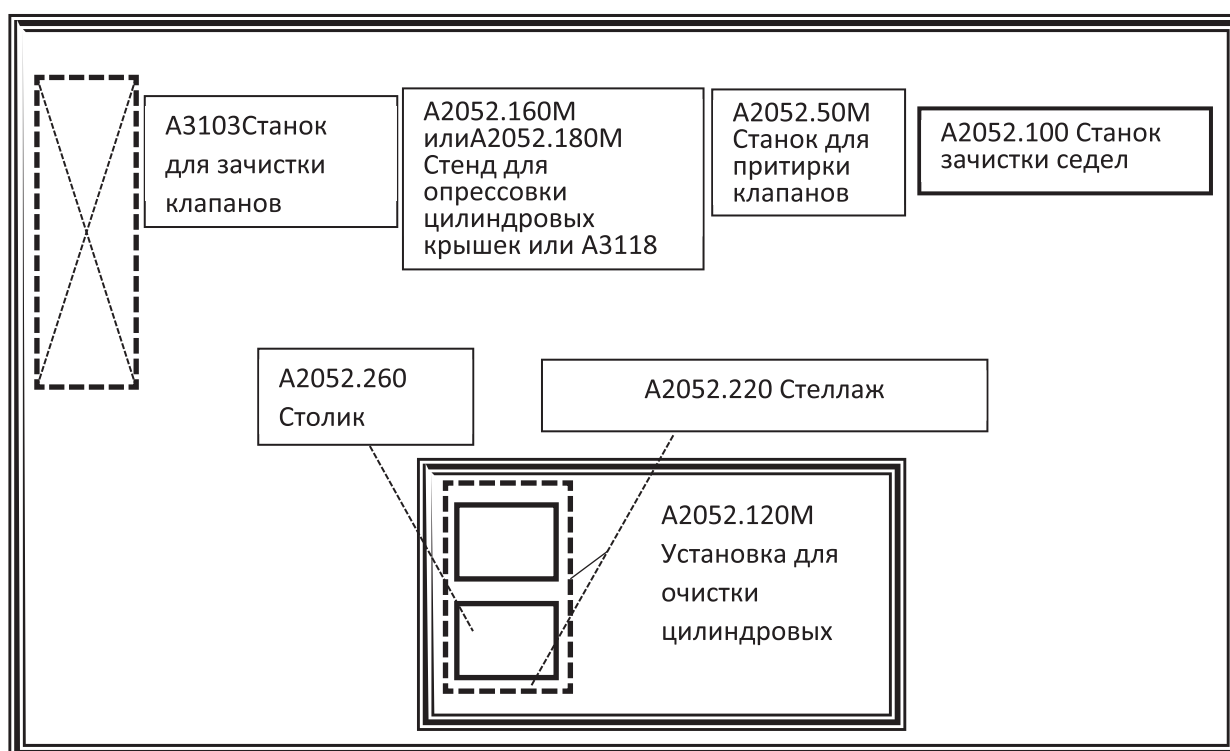 А3103Станок
для зачистки
клапанов
А2052.160М
илиА2052.180М
Стенд для
опрессовки
цилиндровых
крышек или А3118
А2052.50М
Станок для
притирки
клапанов
А2052.100 Станок
зачистки седел
А2052.260
Столик
А2052.220 Стеллаж
А2052.120М
Установка для
очистки
цилиндровых